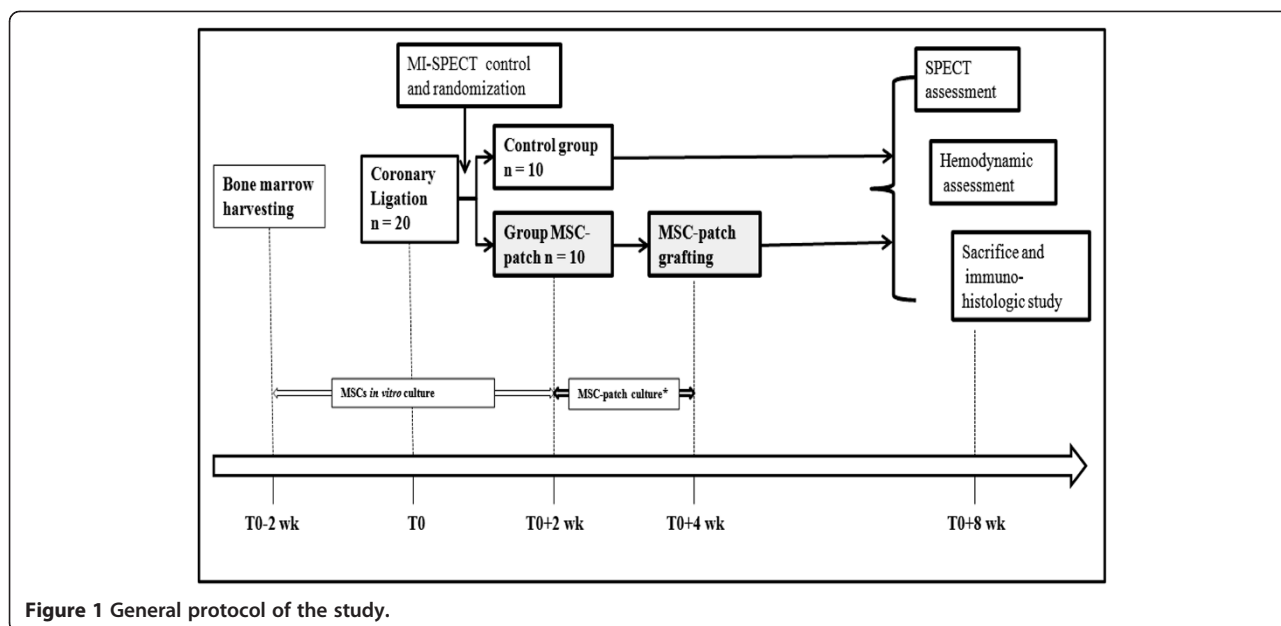 MI-SPECT control
and randomization
SPECT
assessment
Control group
n = 10
Coronary
Ligation
n = 20
Bone marrow
harvesting
Hemodynamic
assessment
Group MSC-
patch n = 10
MSC-patch
grafting
Sacrifice and
immuno-
histologic study
MSCs in vitro culture
MSC-patch culture*
T0-2 wk
T0
T0+2 wk
T0+4 wk
T0+8 wk
Figure 1 General protocol of the study.